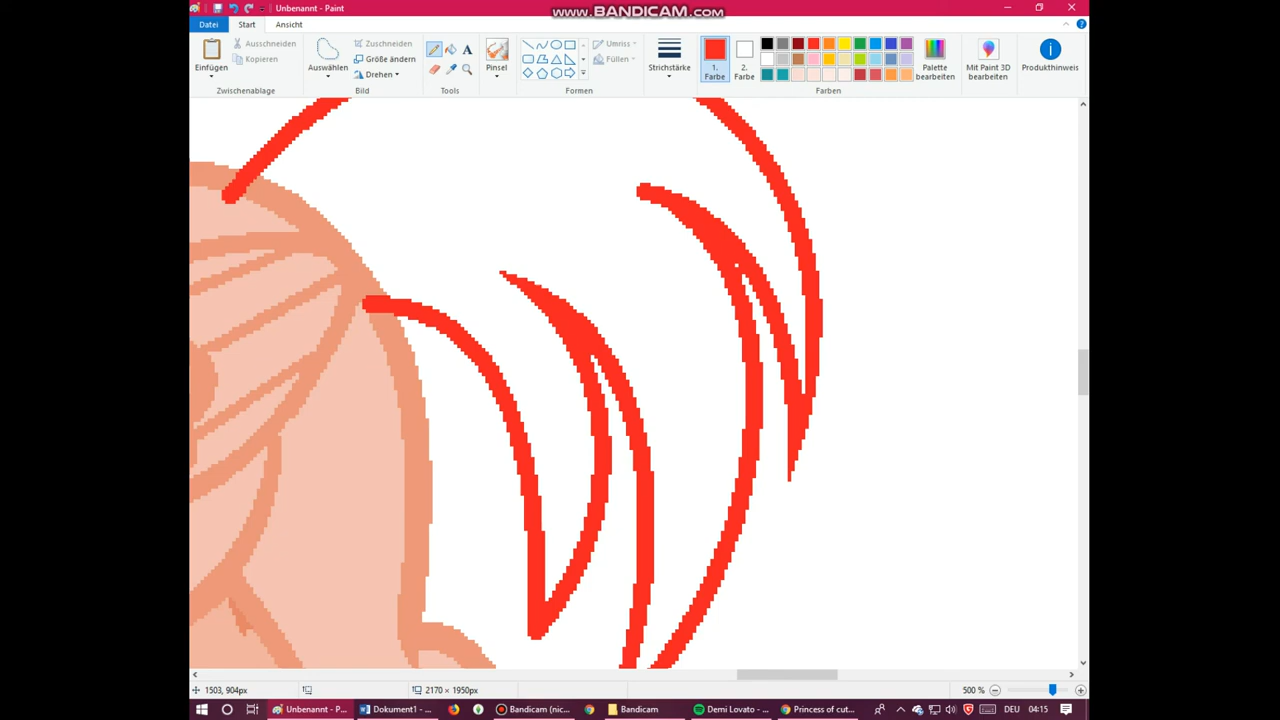 Unbenannt - Paint
www.BANDICAM.com
Datei
Start
Ansicht
Einfügen
Ausschneiden
Kopieren
Zwischenablage
Auswählen
Zuschneiden
Größe ändern
Drehen
Bild
Tools
Pinsel
Umriss
Füllen
Formen
Strichstärke
1. Farbe
2. Farbe
Palette bearbeiten
Farben
Mit Paint 3D bearbeiten
Produkthinweis
1503, 904px
2170 × 1950px
500 %
Unbenannt - P...
Dokument1 - ...
Bandicam (nic...
Bandicam
Demi Lovato - ...
Princess of cut...
DEU
04:15